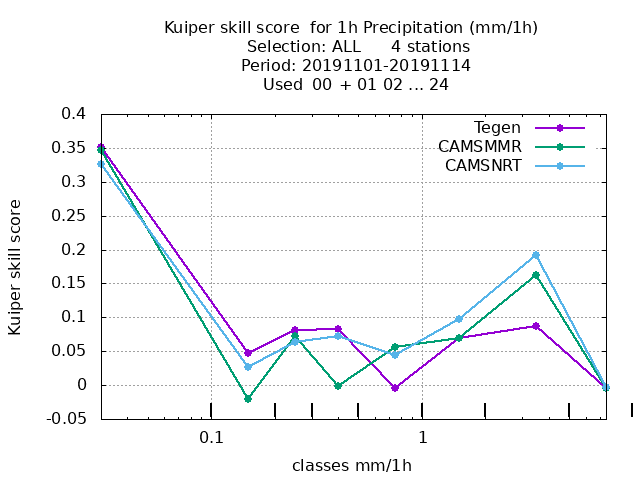 Kuiper skill score  for 1h Precipitation (mm/1h)
Selection: ALL      4 stations
Period: 20191101-20191114
Used  00 + 01 02 ... 24
Tegen
CAMSMMR
CAMSNRT
0.4
0.35
0.3
0.25
0.2
0.15
0.1
0.05
0
-0.05
Kuiper skill score
0.1
1
classes mm/1h